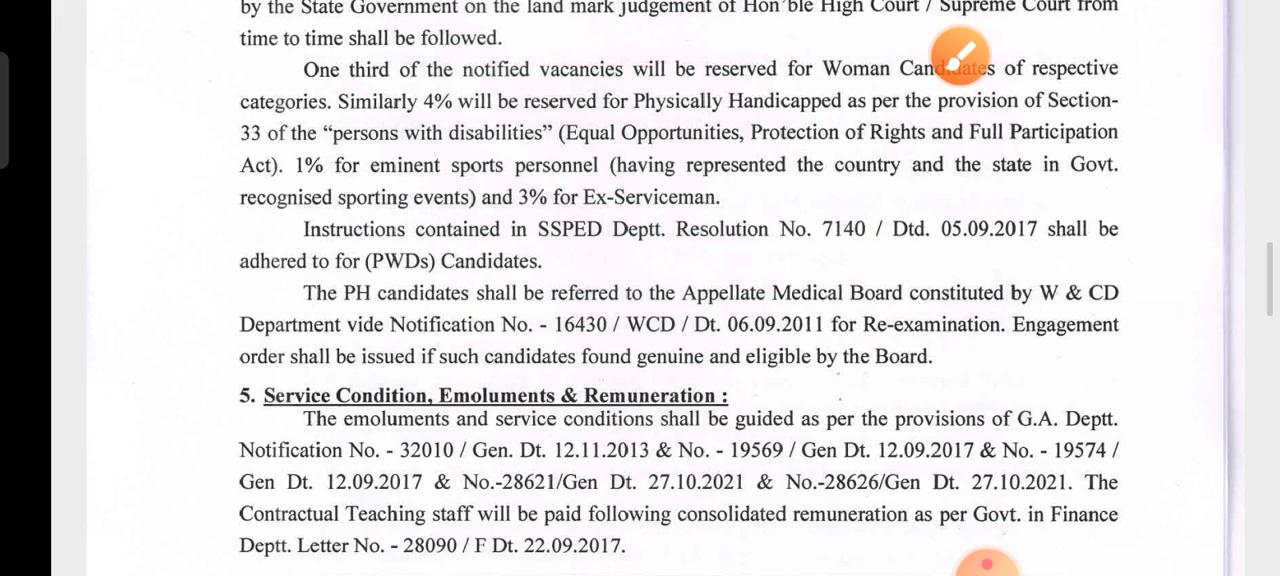 by the State Government on the land mark judgement of Hon'ble High Court / Supreme Court from
time to time shall be followed.
One third of the notified vacancies will be reserved for Woman Candidates of respective
categories. Similarly 4% will be reserved for Physically Handicapped as per the provision of Section-
33 of the “persons with disabilities” (Equal Opportunities, Protection of Rights and Full Participation
Act). 1% for eminent sports personnel (having represented the country and the state in Govt.
recognised sporting events) and 3% for Ex-Serviceman.
Instructions contained in SSPED Deptt. Resolution No. 7140 / Dtd. 05.09.2017 shall be
adhered to for (PWDs) Candidates.
The PH candidates shall be referred to the Appellate Medical Board constituted by W & CD
Department vide Notification No. - 16430 / WCD / Dt. 06.09.2011 for Re-examination. Engagement
order shall be issued if such candidates found genuine and eligible by the Board.
5. Service Condition, Emoluments & Remuneration :
The emoluments and service conditions shall be guided as per the provisions of G.A. Deptt.
Notification No. - 32010 / Gen. Dt. 12.11.2013 & No. - 19569 / Gen Dt. 12.09.2017 & No. - 19574 /
Gen Dt. 12.09.2017 & No.-28621/Gen Dt. 27.10.2021 & No.-28626/Gen Dt. 27.10.2021. The
Contractual Teaching staff will be paid following consolidated remuneration as per Govt. in Finance
Deptt. Letter No. - 28090 / F Dt. 22.09.2017.